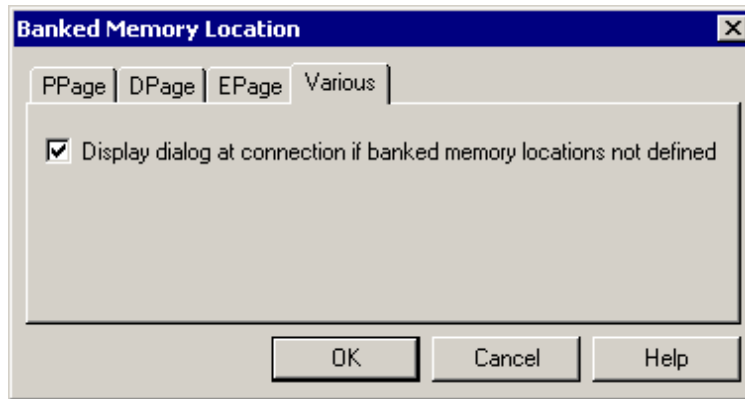 Banked Memory Location
PPage DPage EPage Various
Display dialog at connection if banked memory locations not defined
OK Cancel Help